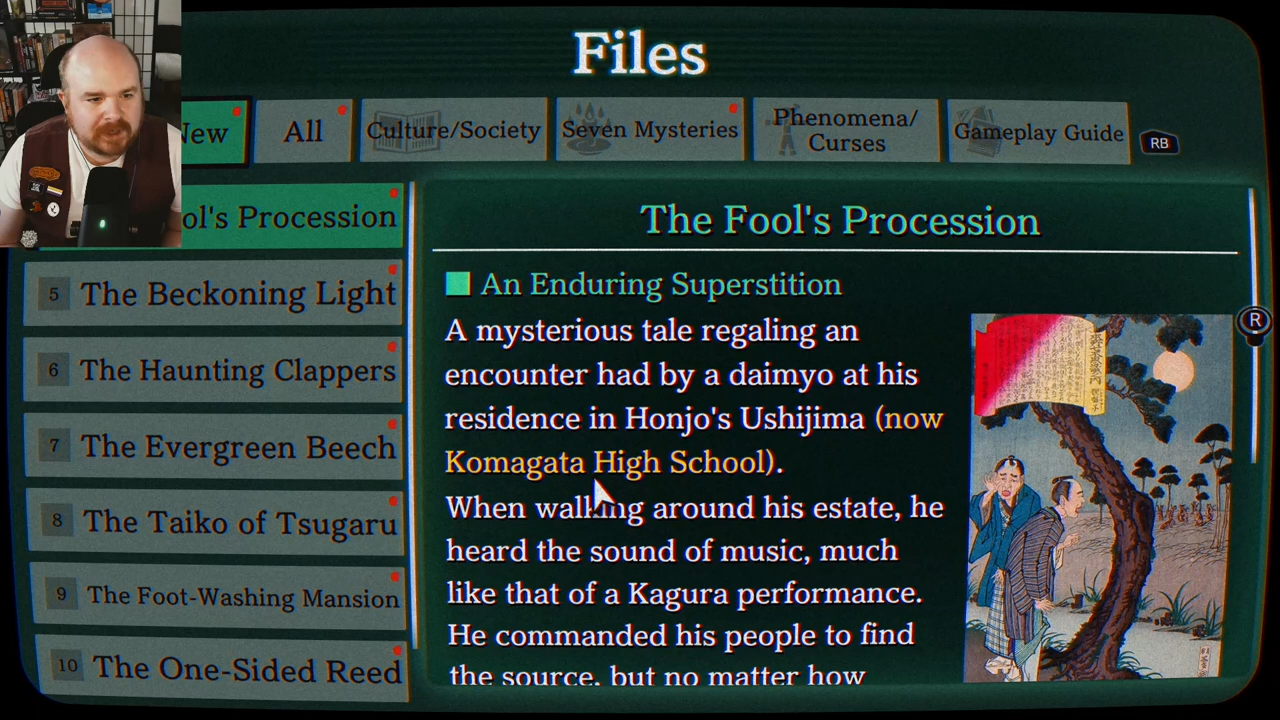 Files
New
All
Culture/Society
Seven Mysteries
Phenomena/
Curses
Gameplay Guide
RB
ol's Procession
5 The Beckoning Light
6 The Haunting Clappers
7 The Evergreen Beech
8 The Taiko of Tsugaru
9 The Foot-Washing Mansion
10 The One-Sided Reed
The Fool's Procession
An Enduring Superstition
A mysterious tale regaling an
encounter had by a daimyo at his
residence in Honjo's Ushijima (now
Komagata High School).
When walking around his estate, he
heard the sound of music, much
like that of a Kagura performance.
He commanded his people to find
the source, but no matter how
R